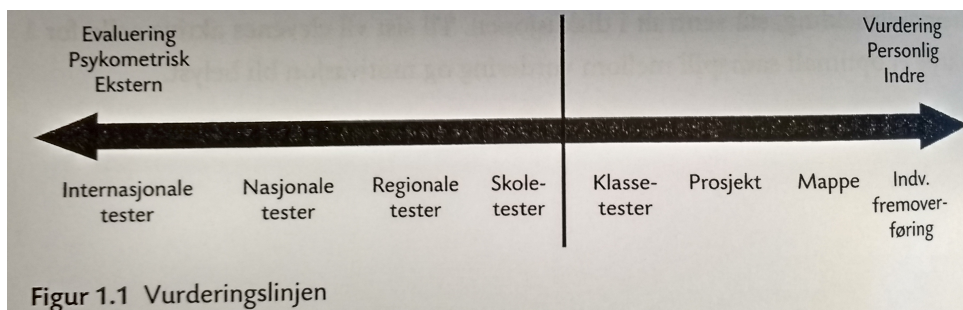 Evaluering
Psykometrisk
Ekstern
Vurdering
Personlig
Indre
Internasjonale
tester
Nasjonale
tester
Regionale
tester
Skole-
tester
Klasse-
tester
Prosjekt
Mappe
Indv.
fremover-
føring
Figur 1.1 Vurderingslinjen